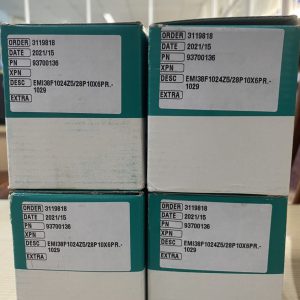 ORDER 3119818
DATE 2021/15
PN 93700136
XPN
DESC EMI38F1024Z5/28P10X6PR.-
1029
EXTRA
ORDER 3119818
DATE 2021/15
PN 93700136
XPN
DESC EMI38F1024Z5/28P10X6PR.-
1029
EXTRA
ORDER 3119818
DATE 2021/15
PN 93700136
XPN
DESC EMI38F1024Z5/28P10X6PR.-
1029
EXTRA
ORDER 3119818
DATE 2021/15
PN 93700136
XPN
DESC EMI38F1024Z5/28P10X6PR.-
1029
EXTRA